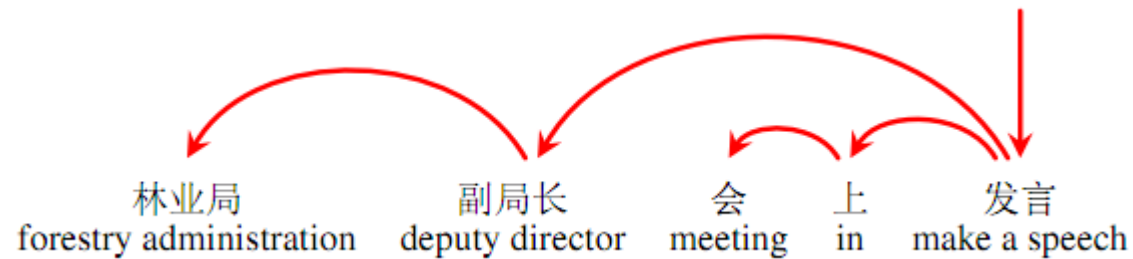 林业局 副局长 会 上 发言
forestry administration deputy director meeting in make a speech